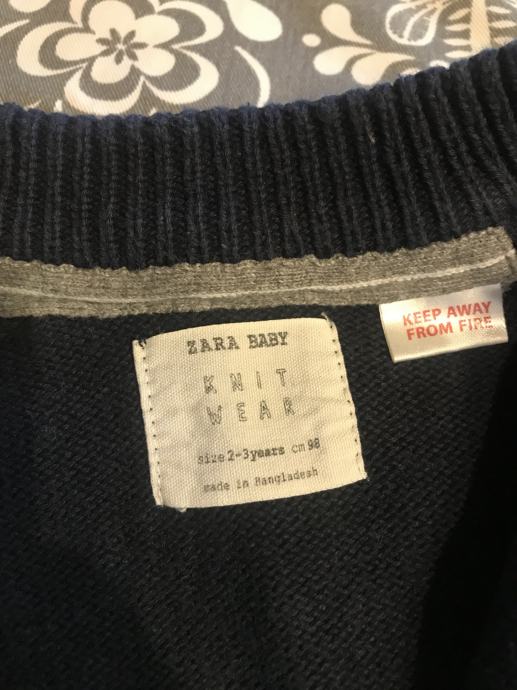 ZARA BABY
KNIT
WEAR
size 2-3years cm 98
made in Bangladesh
KEEP AWAY
FROM FIRE